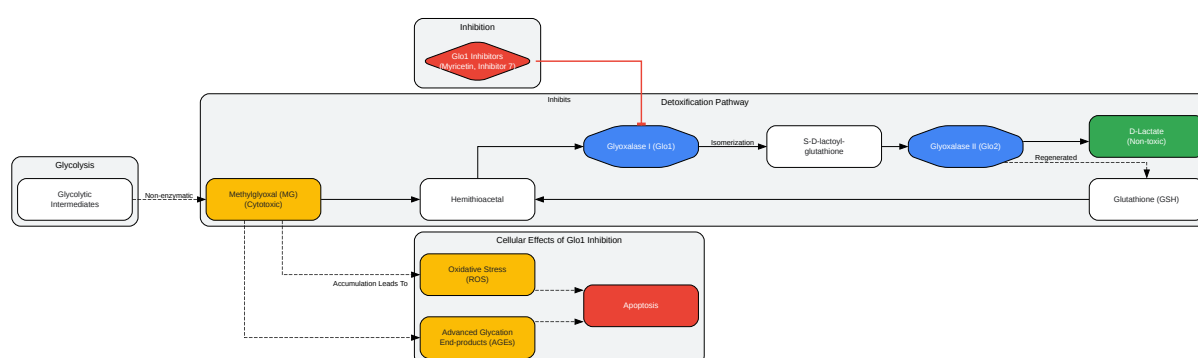 Inhibition
Glo1 Inhibitors
(Myricetin, Inhibitor 7)
Inhibits
Detoxification Pathway
Glycolysis
Glycolytic
Intermediates
Non-enzymatic
Methylglyoxal (MG)
(Cytotoxic)
Hemithioacetal
Glyoxalase I (Glo1)
Isomerization
S-D-lactoyl-
glutathione
Glyoxalase II (Glo2)
D-Lactate
(Non-toxic)
Regenerated
Glutathione (GSH)
Cellular Effects of Glo1 Inhibition
Accumulation Leads To
Oxidative Stress
(ROS)
Apoptosis
Advanced Glycation
End-products (AGEs)